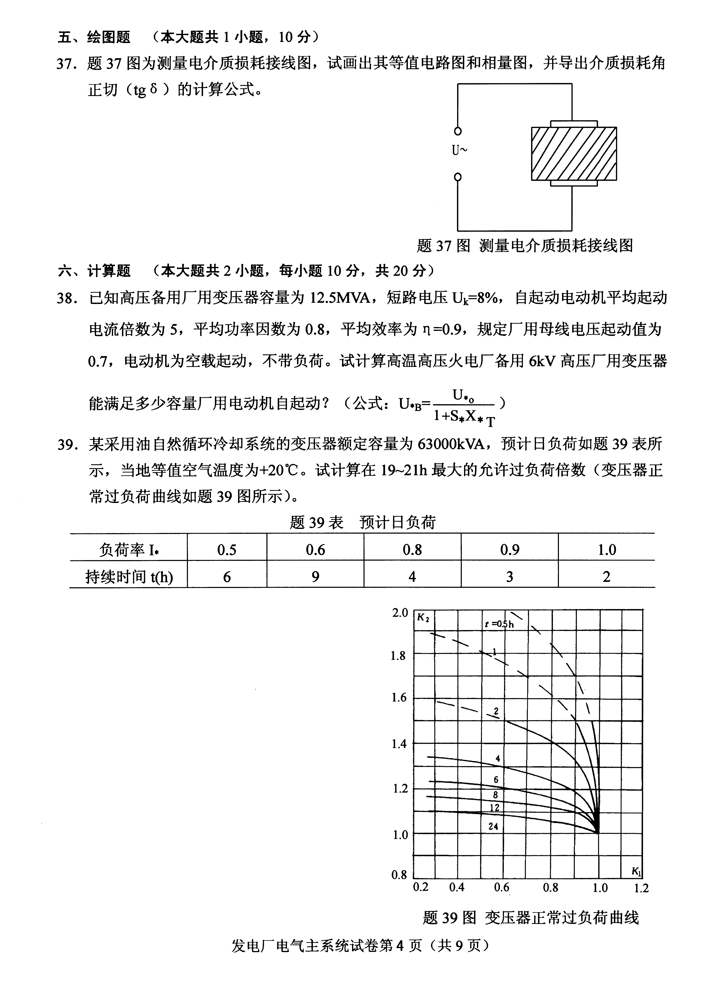 五、绘图题 （本大题共 1 小题，10 分）
37．题 37 图为测量电介质损耗接线图，试画出其等值电路图和相量图，并导出介质损耗角
正切（tgδ）的计算公式。
U~
题 37 图 测量电介质损耗接线图
六、计算题 （本大题共 2 小题，每小题 10 分，共 20 分）
38．已知高压备用厂用变压器容量为 12.5MVA，短路电压 Uk=8%，自起动电动机平均起动
电流倍数为 5，平均功率因数为 0.8，平均效率为 η=0.9，规定厂用母线电压起动值为
0.7，电动机为空载起动，不带负荷。试计算高温高压火电厂备用 6kV 高压厂用变压器
能满足多少容量厂用电动机自起动？（公式：U*B=U*o/(1+S*X*T)）
39．某采用油自然循环冷却系统的变压器额定容量为 63000kVA，预计日负荷如题 39 表所
示，当地等值空气温度为+20℃。试计算在 19~21h 最大的允许过负荷倍数（变压器正
常过负荷曲线如题 39 图所示）。
题 39 表 预计日负荷
负荷率 I* 0.5 0.6 0.8 0.9 1.0
持续时间 t(h) 6 9 4 3 2
2.0 K2
t=0.5h
1.8 1
1.6
2
1.4
4
6
1.2
8
12
24
1.0
0.8 K1
0.2 0.4 0.6 0.8 1.0 1.2
题 39 图 变压器正常过负荷曲线
发电厂电气主系统试卷第 4 页（共 9 页）